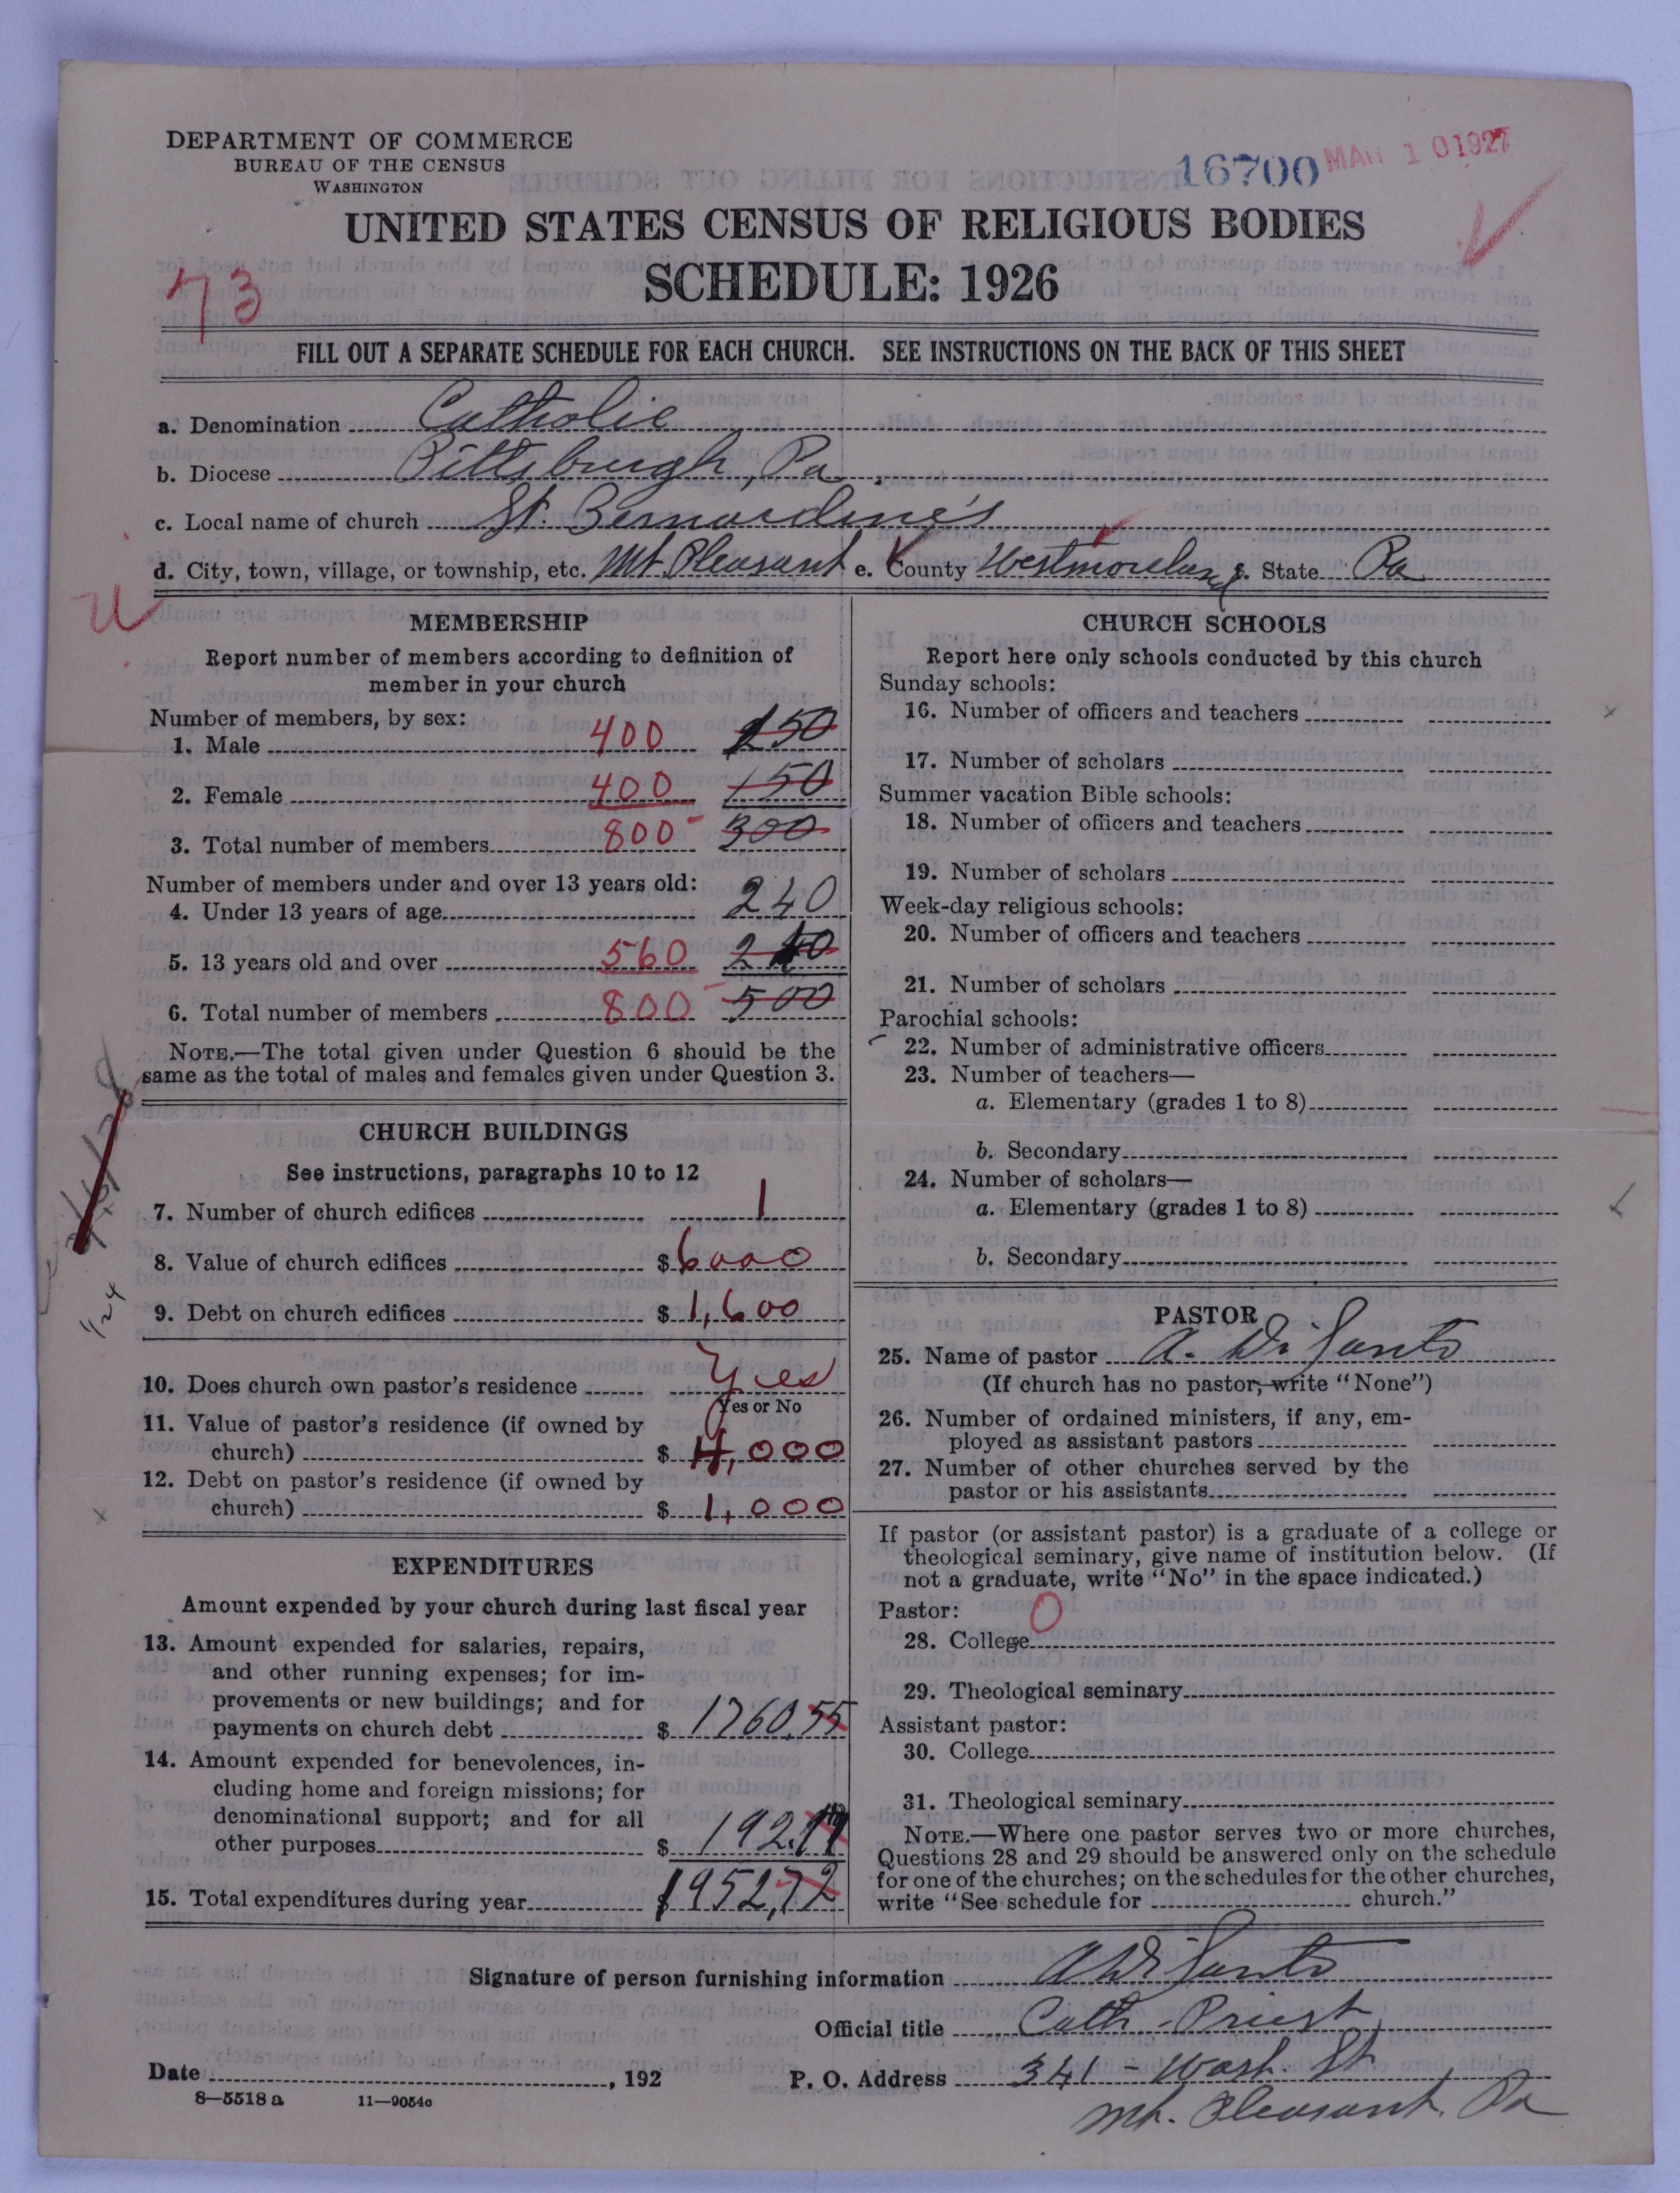 DEPARTMENT OF COMMERCE
BUREAU OF THE CENSUS
WASHINGTON
16700 MAR 10 1927
UNITED STATES CENSUS OF RELIGIOUS BODIES
SCHEDULE: 1926
73
FILL OUT A SEPARATE SCHEDULE FOR EACH CHURCH. SEE INSTRUCTIONS ON THE BACK OF THIS SHEET
a. Denomination Catholic
b. Diocese Pittsburgh, Pa.
c. Local name of church St. Bernardine's
d. City, town, village, or township, etc. Mt Pleasant e. County Westmoreland f. State Pa
MEMBERSHIP
Report number of members according to definition of
member in your church
Number of members, by sex:
1. Male 400 150
2. Female 400 150
3. Total number of members 800 300
Number of members under and over 13 years old:
4. Under 13 years of age 240
5. 13 years old and over 560
6. Total number of members 800 500
NOTE.—The total given under Question 6 should be the
same as the total of males and females given under Question 3.
CHURCH BUILDINGS
See instructions, paragraphs 10 to 12
7. Number of church edifices 1
8. Value of church edifices $ 6000
9. Debt on church edifices $ 1,600
1/24
10. Does church own pastor's residence Yes
Yes or No
11. Value of pastor's residence (if owned by
church) $ 4,000
12. Debt on pastor's residence (if owned by
church) $ 1,000
EXPENDITURES
Amount expended by your church during last fiscal year
13. Amount expended for salaries, repairs,
and other running expenses; for im-
provements or new buildings; and for
payments on church debt $ 1760.55
14. Amount expended for benevolences, in-
cluding home and foreign missions; for
denominational support; and for all
other purposes $ 192.
15. Total expenditures during year $ 1952,72
CHURCH SCHOOLS
Report here only schools conducted by this church
Sunday schools:
16. Number of officers and teachers
17. Number of scholars
Summer vacation Bible schools:
18. Number of officers and teachers
19. Number of scholars
Week-day religious schools:
20. Number of officers and teachers
21. Number of scholars
Parochial schools:
22. Number of administrative officers
23. Number of teachers—
a. Elementary (grades 1 to 8)
b. Secondary
24. Number of scholars—
a. Elementary (grades 1 to 8)
b. Secondary
PASTOR
25. Name of pastor A. Di Santo
(If church has no pastor, write "None")
26. Number of ordained ministers, if any, em-
ployed as assistant pastors
27. Number of other churches served by the
pastor or his assistants
If pastor (or assistant pastor) is a graduate of a college or
theological seminary, give name of institution below. (If
not a graduate, write "No" in the space indicated.)
Pastor: 0
28. College
29. Theological seminary
Assistant pastor:
30. College
31. Theological seminary
NOTE.—Where one pastor serves two or more churches,
Questions 28 and 29 should be answered only on the schedule
for one of the churches; on the schedules for the other churches,
write "See schedule for church."
Signature of person furnishing information A Di Santo
Official title Cath. Priest
Date , 192
P. O. Address 341 - Wash. St
Mt. Pleasant, Pa
8—5518 a 11—9054c